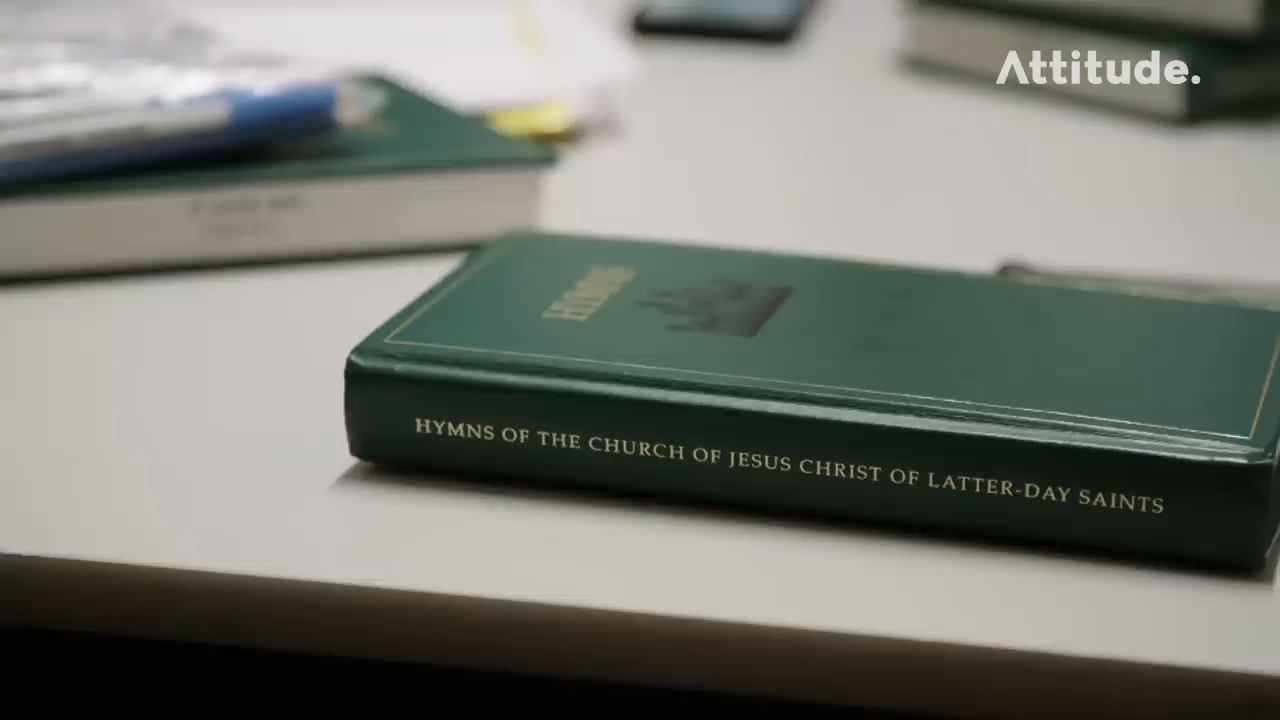 Attitude.
HYMNS
HYMNS OF THE CHURCH OF JESUS CHRIST OF LATTER-DAY SAINTS